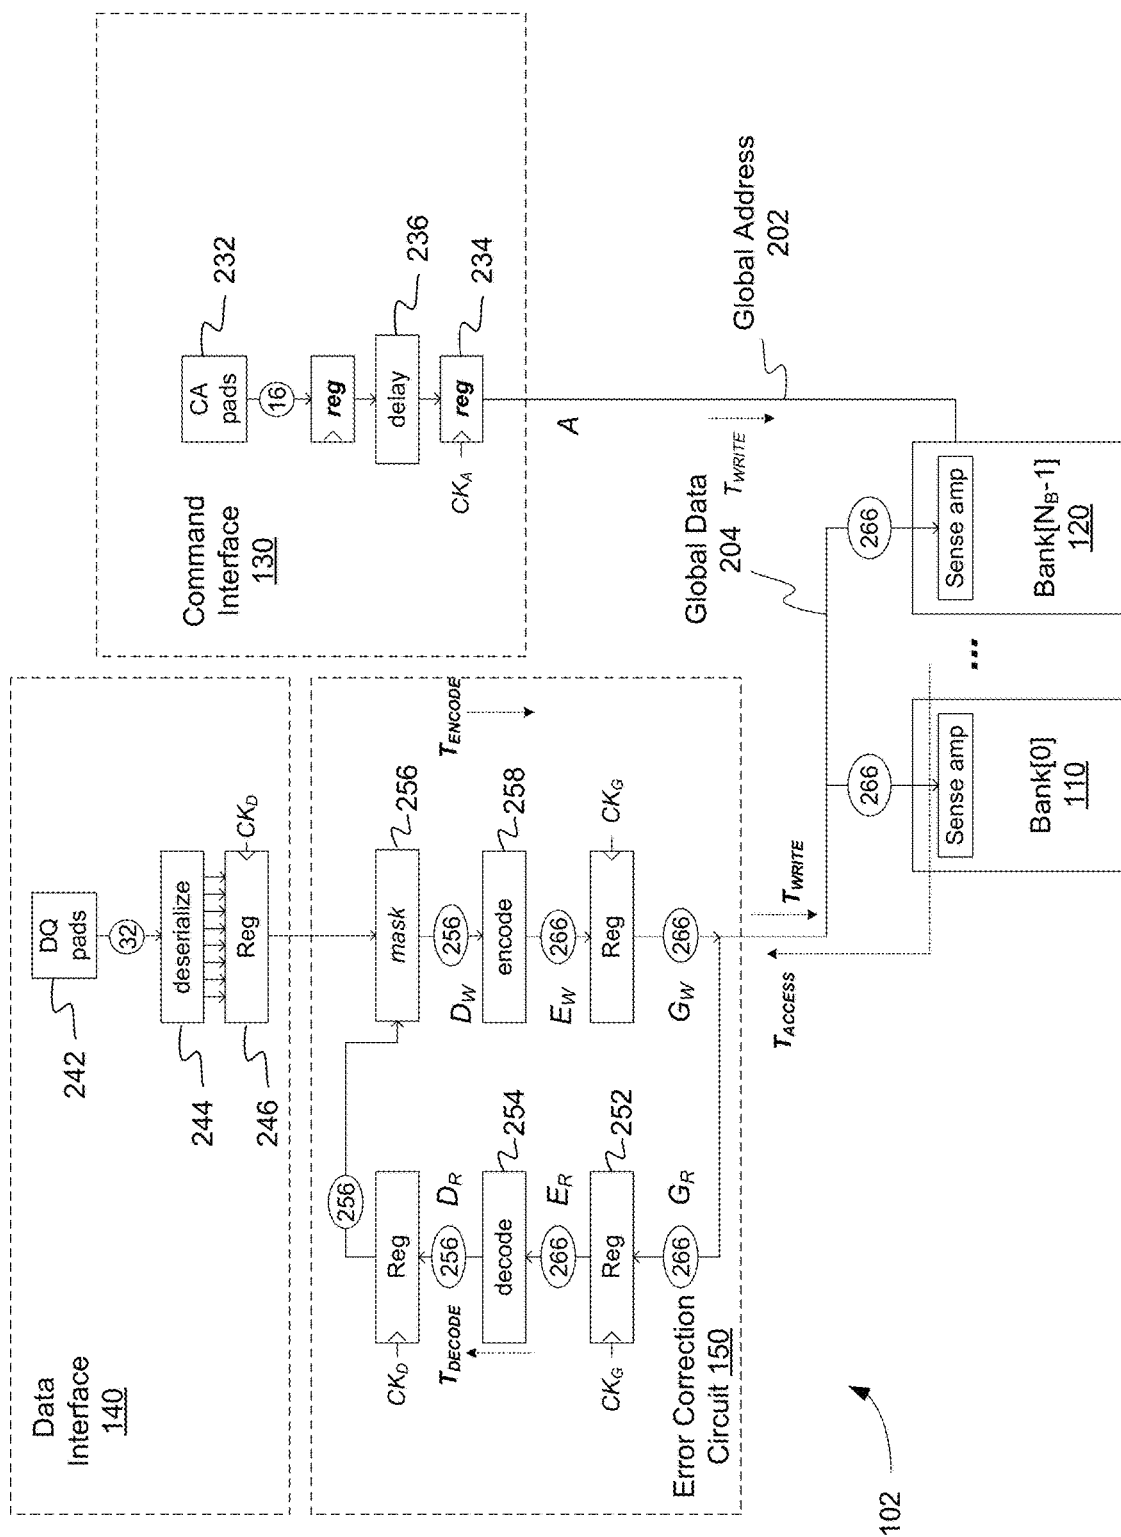 Data
Interface
140
242
DQ
pads
32
244
deserialize
246
Reg
CKD
Command
Interface
130
CA
pads
232
16
reg
delay
236
CKA
reg
234
A
Global Address
202
TWRITE
Error Correction
Circuit 150
256
CKD
Reg
mask
256
TDECODE
256
DR
DW
256
TENCODE
decode
254
encode
258
266
ER
EW
266
CKG
Reg
252
Reg
CKG
266
GR
GW
266
TACCESS
TWRITE
Global Data
204
266
266
Sense amp
Bank[0]
110
...
Sense amp
Bank[NB-1]
120
102